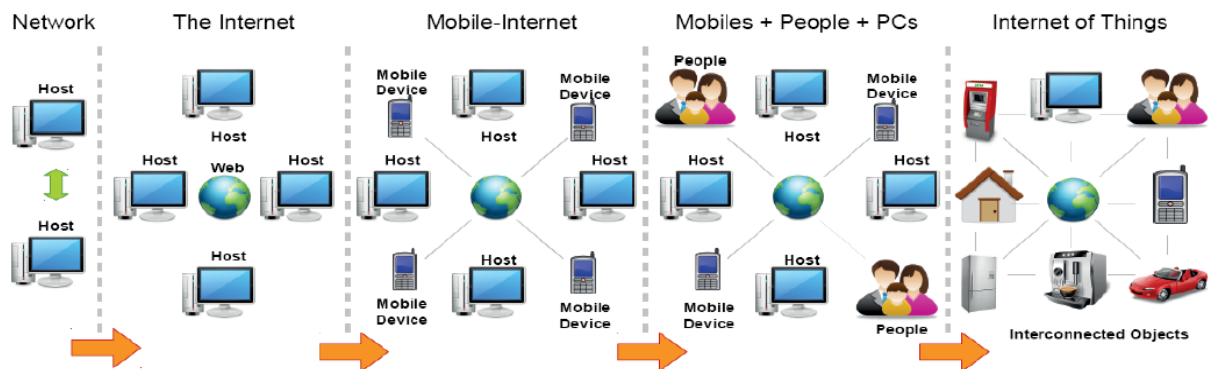 Network
The Internet
Mobile-Internet
Mobiles + People + PCs
Internet of Things
Host
Host
Host
Host
Web
Host
Host
Mobile
Device
Host
Mobile
Device
Host
Host
Mobile
Device
Host
Mobile
Device
People
Host
Mobile
Device
Host
Host
Mobile
Device
Host
People
Interconnected Objects